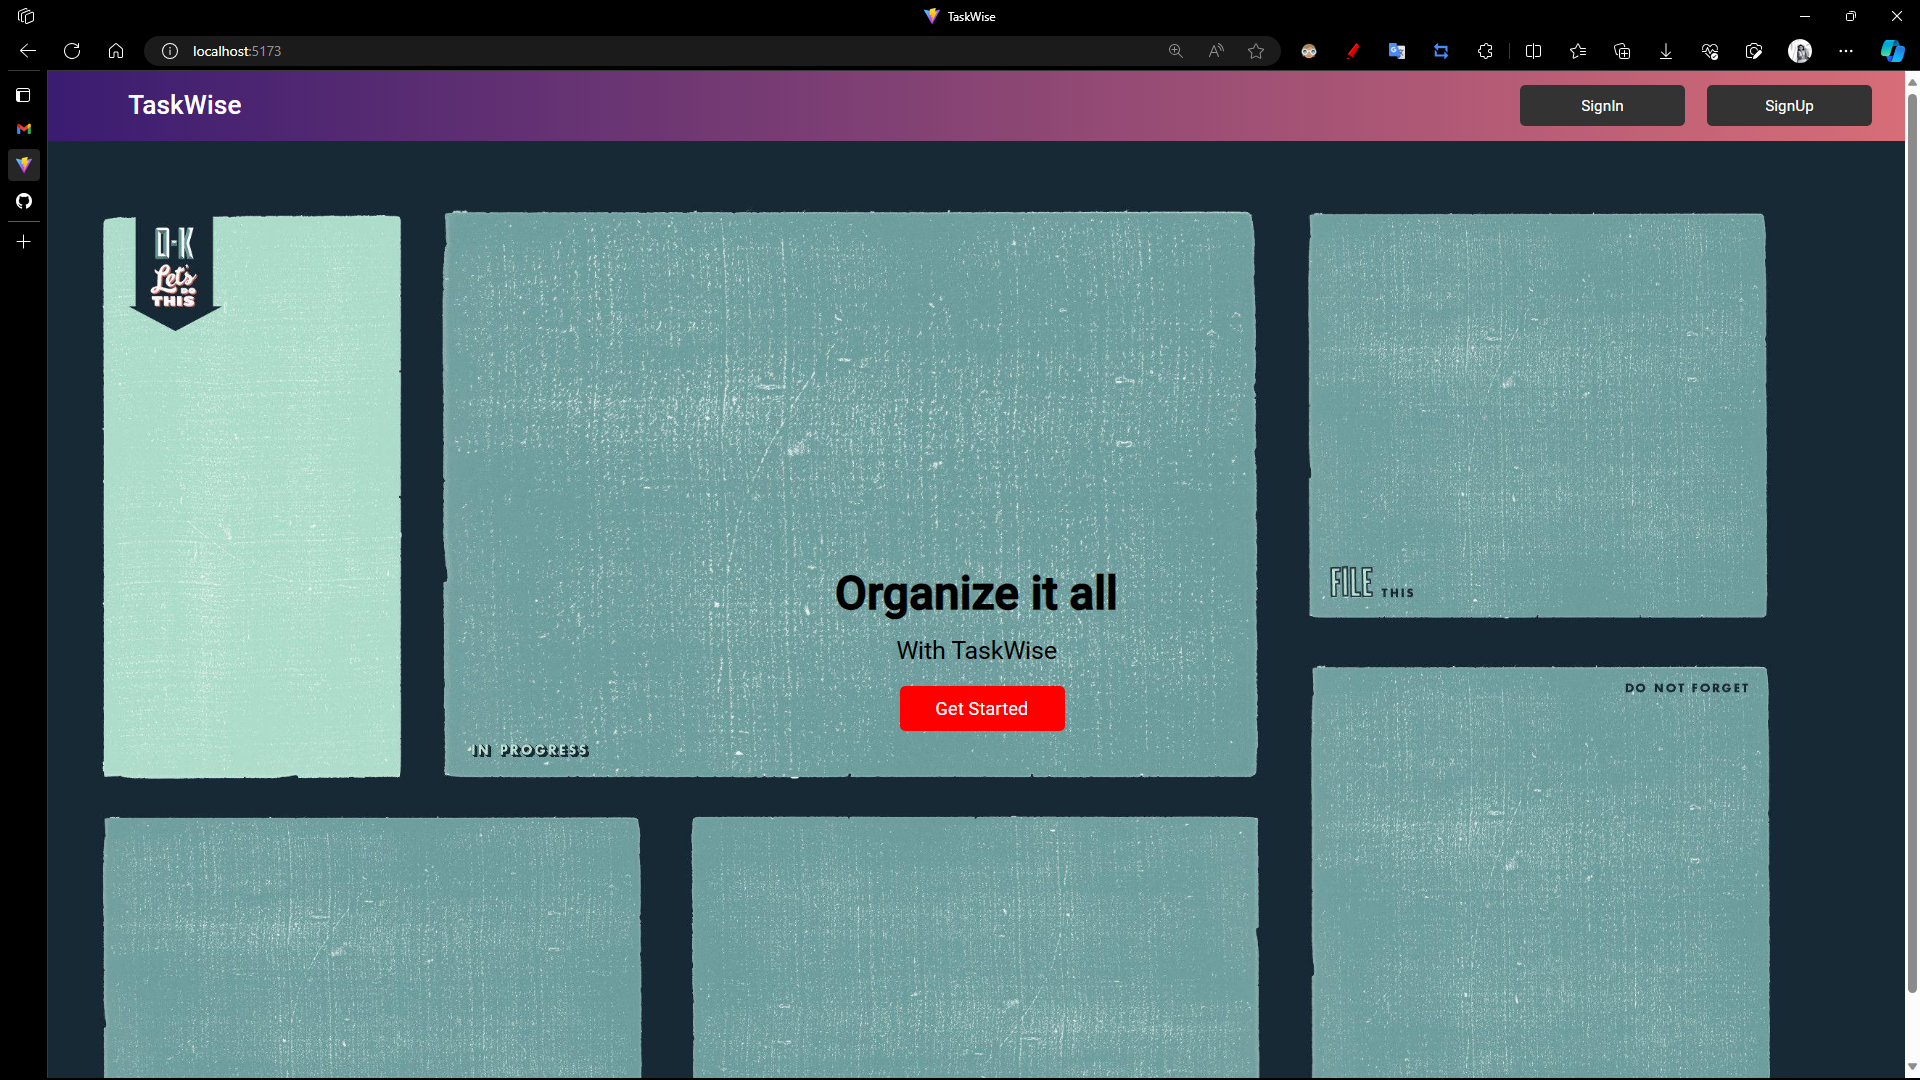 TaskWise
localhost:5173
TaskWise
SignIn
SignUp
O-K
Let's
DO
THIS
Organize it all
With TaskWise
Get Started
IN PROGRESS
FILE THIS
DO NOT FORGET